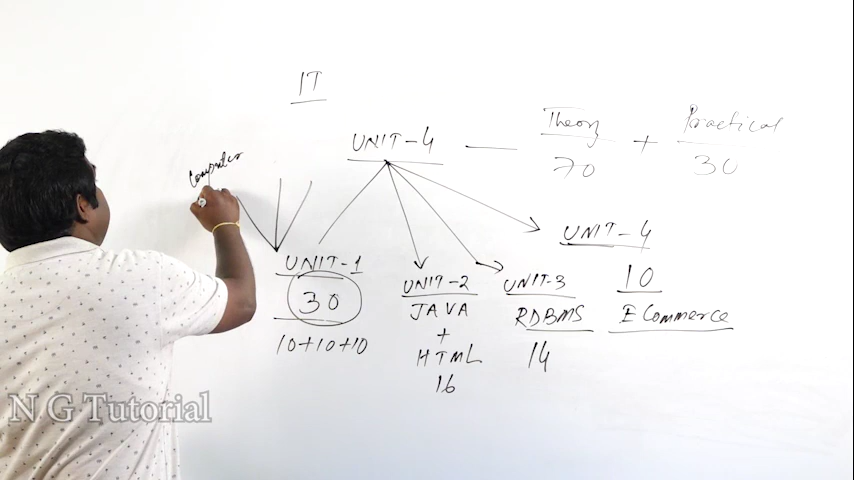 IT
UNIT-4 — Theory 70 + Practical 30
Computer
UNIT-1
30
10+10+10
UNIT-2
JAVA
+
HTML
16
UNIT-3
RDBMS
14
UNIT-4
10
E Commerce
N G Tutorial